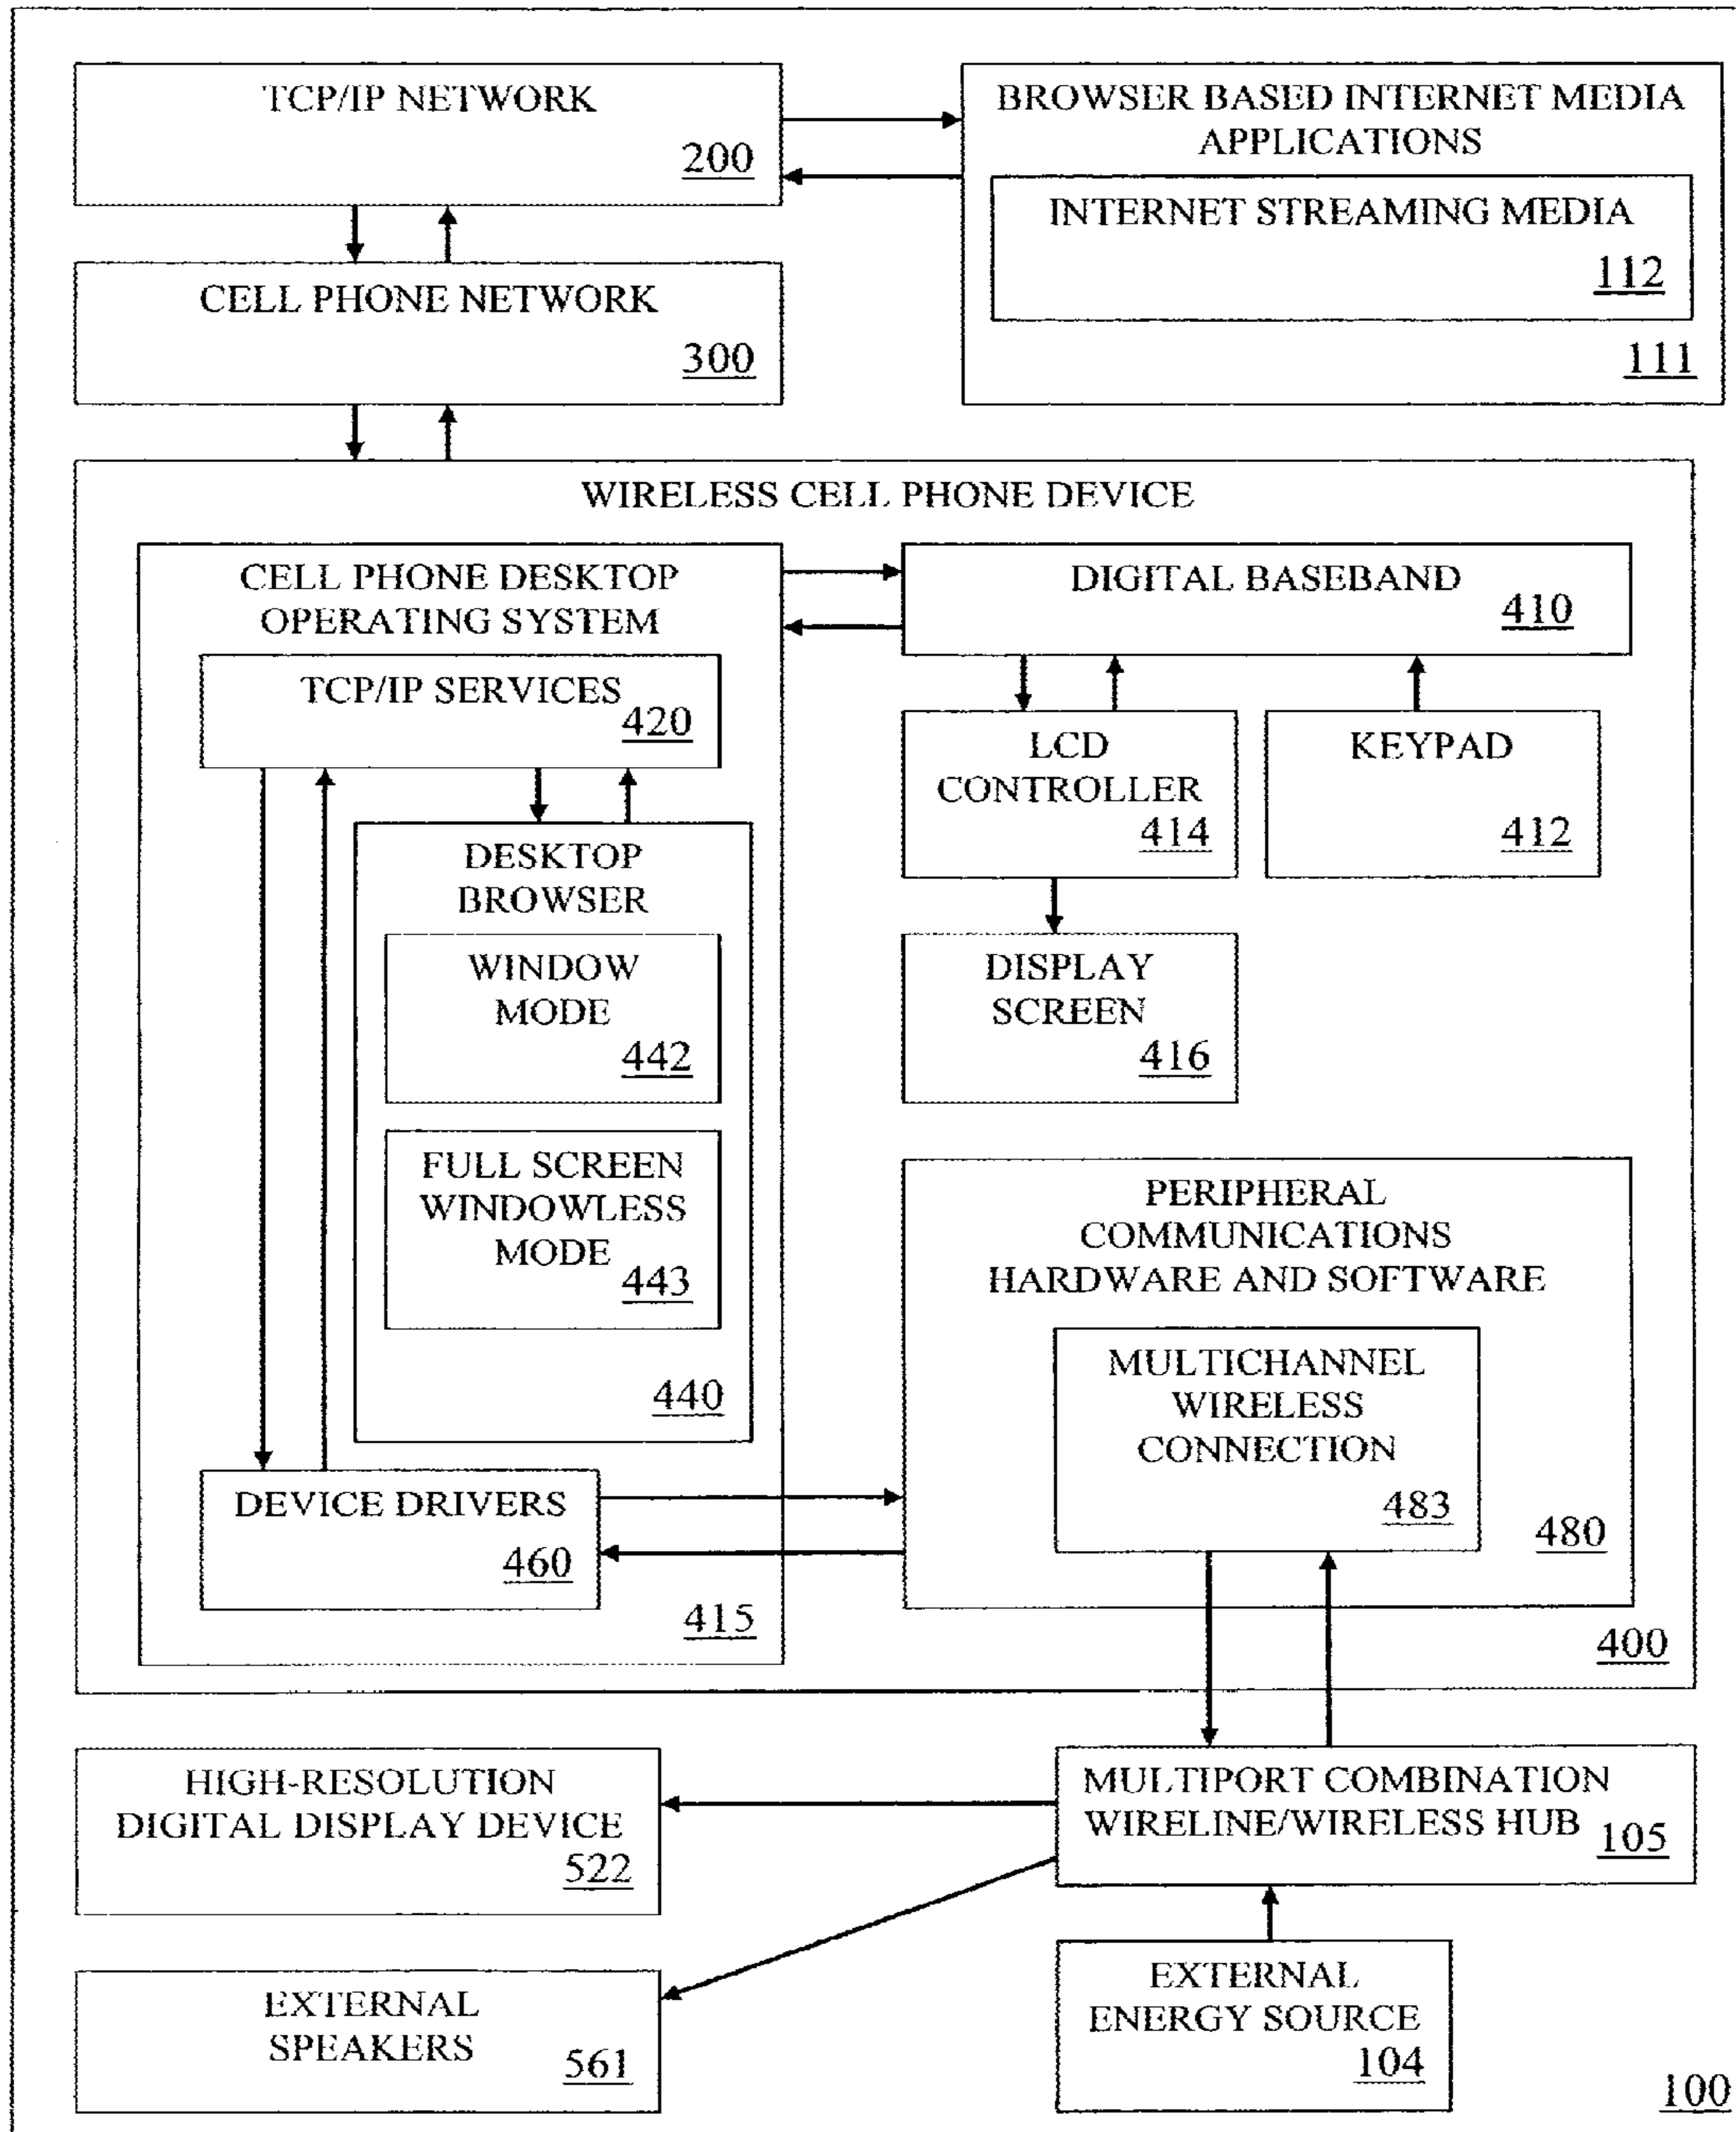 TCP/IP NETWORK
200
BROWSER BASED INTERNET MEDIA
APPLICATIONS
INTERNET STREAMING MEDIA
112
111
CELL PHONE NETWORK
300
WIRELESS CELL PHONE DEVICE
CELL PHONE DESKTOP
OPERATING SYSTEM
TCP/IP SERVICES
420
DESKTOP
BROWSER
WINDOW
MODE
442
FULL SCREEN
WINDOWLESS
MODE
443
440
DEVICE DRIVERS
460
415
DIGITAL BASEBAND
410
LCD
CONTROLLER
414
KEYPAD
412
DISPLAY
SCREEN
416
PERIPHERAL
COMMUNICATIONS
HARDWARE AND SOFTWARE
MULTICHANNEL
WIRELESS
CONNECTION
483
480
400
HIGH-RESOLUTION
DIGITAL DISPLAY DEVICE
522
MULTIPORT COMBINATION
WIRELINE/WIRELESS HUB
105
EXTERNAL
SPEAKERS
561
EXTERNAL
ENERGY SOURCE
104
100